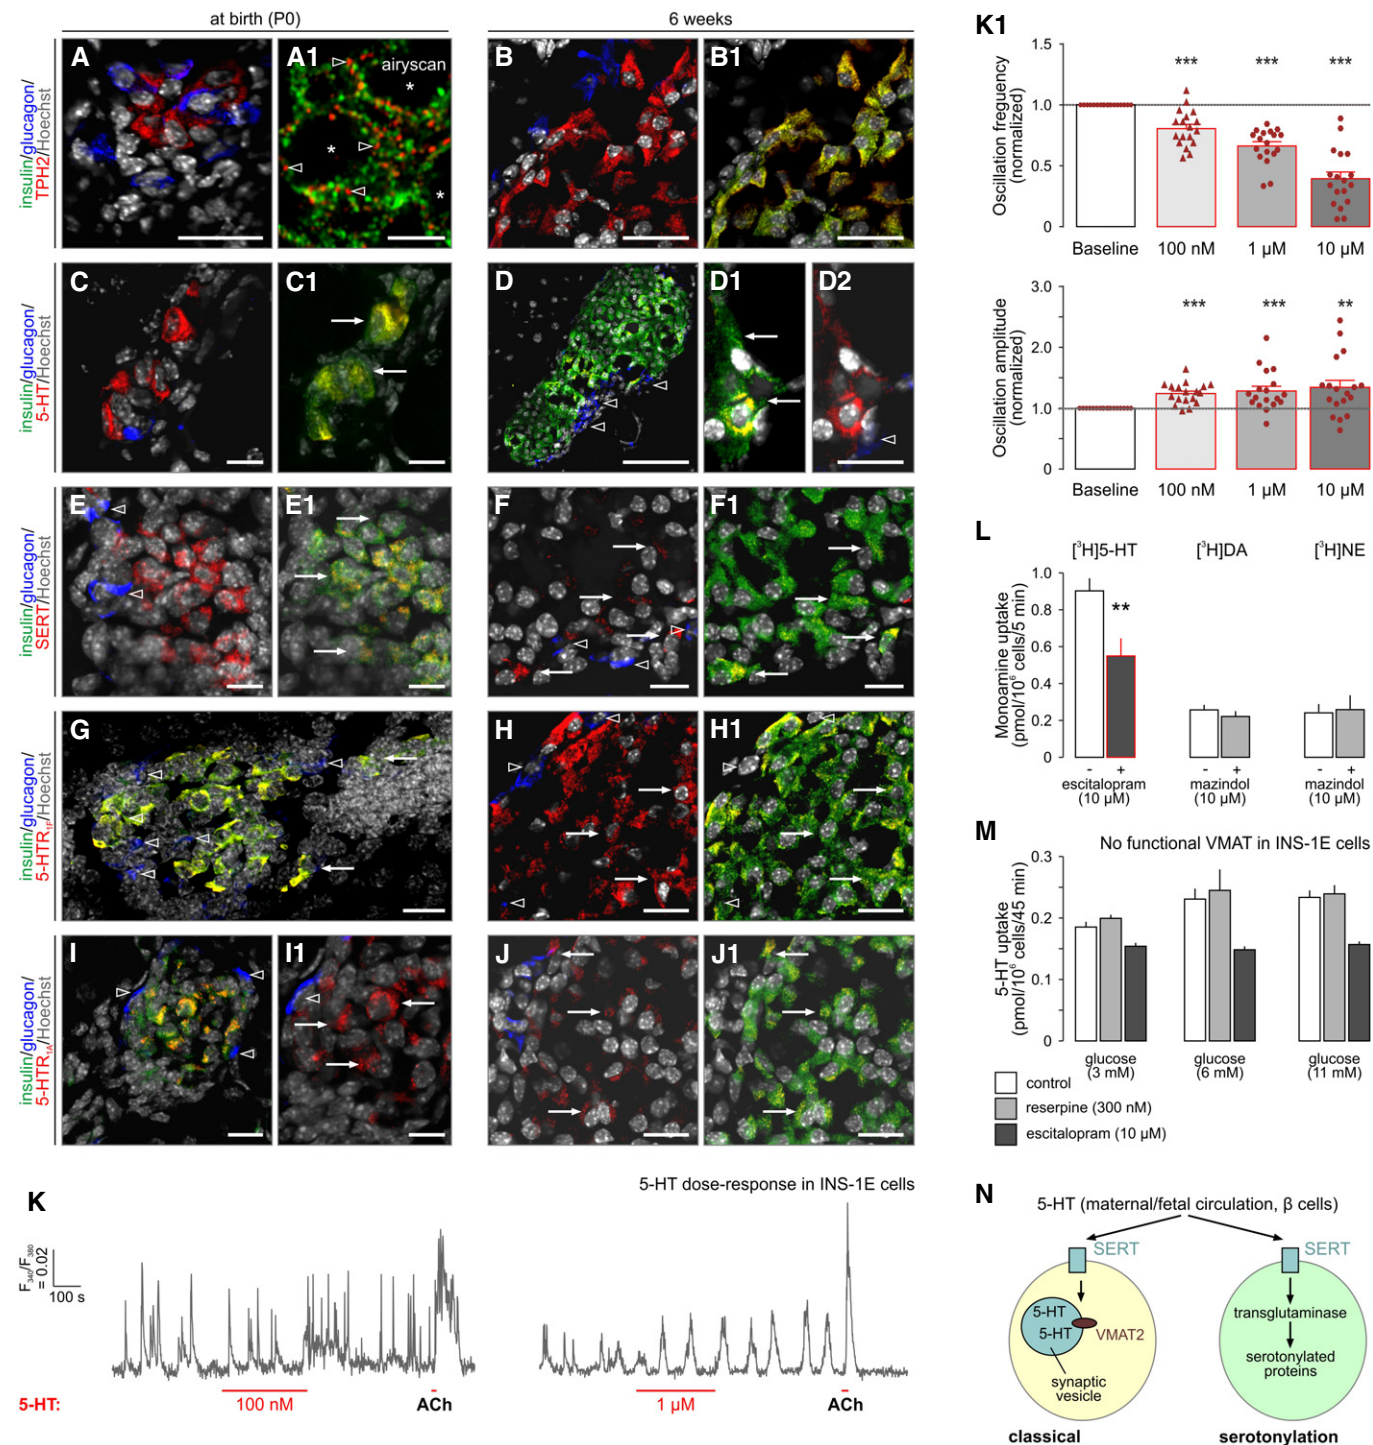 at birth (P0)
6 weeks
insulin/glucagon/
TPH2/Hoechst
A
A1
airyscan
*
*
*
B
B1
insulin/glucagon/
5-HT/Hoechst
C
C1
D
D1
D2
insulin/glucagon/
SERT/Hoechst
E
E1
F
F1
insulin/glucagon/
5-HTR1F/Hoechst
G
H
H1
insulin/glucagon/
5-HTR1A/Hoechst
I
I1
J
J1
K
5-HT dose-response in INS-1E cells
F340/F380
= 0.02
100 s
5-HT:
100 nM
ACh
1 µM
ACh
K1
Oscillation freguency
(normalized)
1.5
1.0
0.5
0
*** *** ***
Baseline 100 nM 1 µM 10 µM
Oscillation amplitude
(normalized)
3.0
2.0
1.0
0
*** *** **
Baseline 100 nM 1 µM 10 µM
L
[3H]5-HT [3H]DA [3H]NE
Monoamine uptake
(pmol/10⁶ cells/5 min)
1.0
0.8
0.6
0.4
0.2
0
**
- + - + - +
escitalopram mazindol mazindol
(10 µM) (10 µM) (10 µM)
M
No functional VMAT in INS-1E cells
5-HT uptake
(pmol/10⁶ cells/45 min)
0.3
0.2
0.1
0
glucose glucose glucose
(3 mM) (6 mM) (11 mM)
control
reserpine (300 nM)
escitalopram (10 µM)
N
5-HT (maternal/fetal circulation, β cells)
SERT SERT
5-HT
5-HT
VMAT2
synaptic
vesicle
classical
transglutaminase
serotonylated
proteins
serotonylation